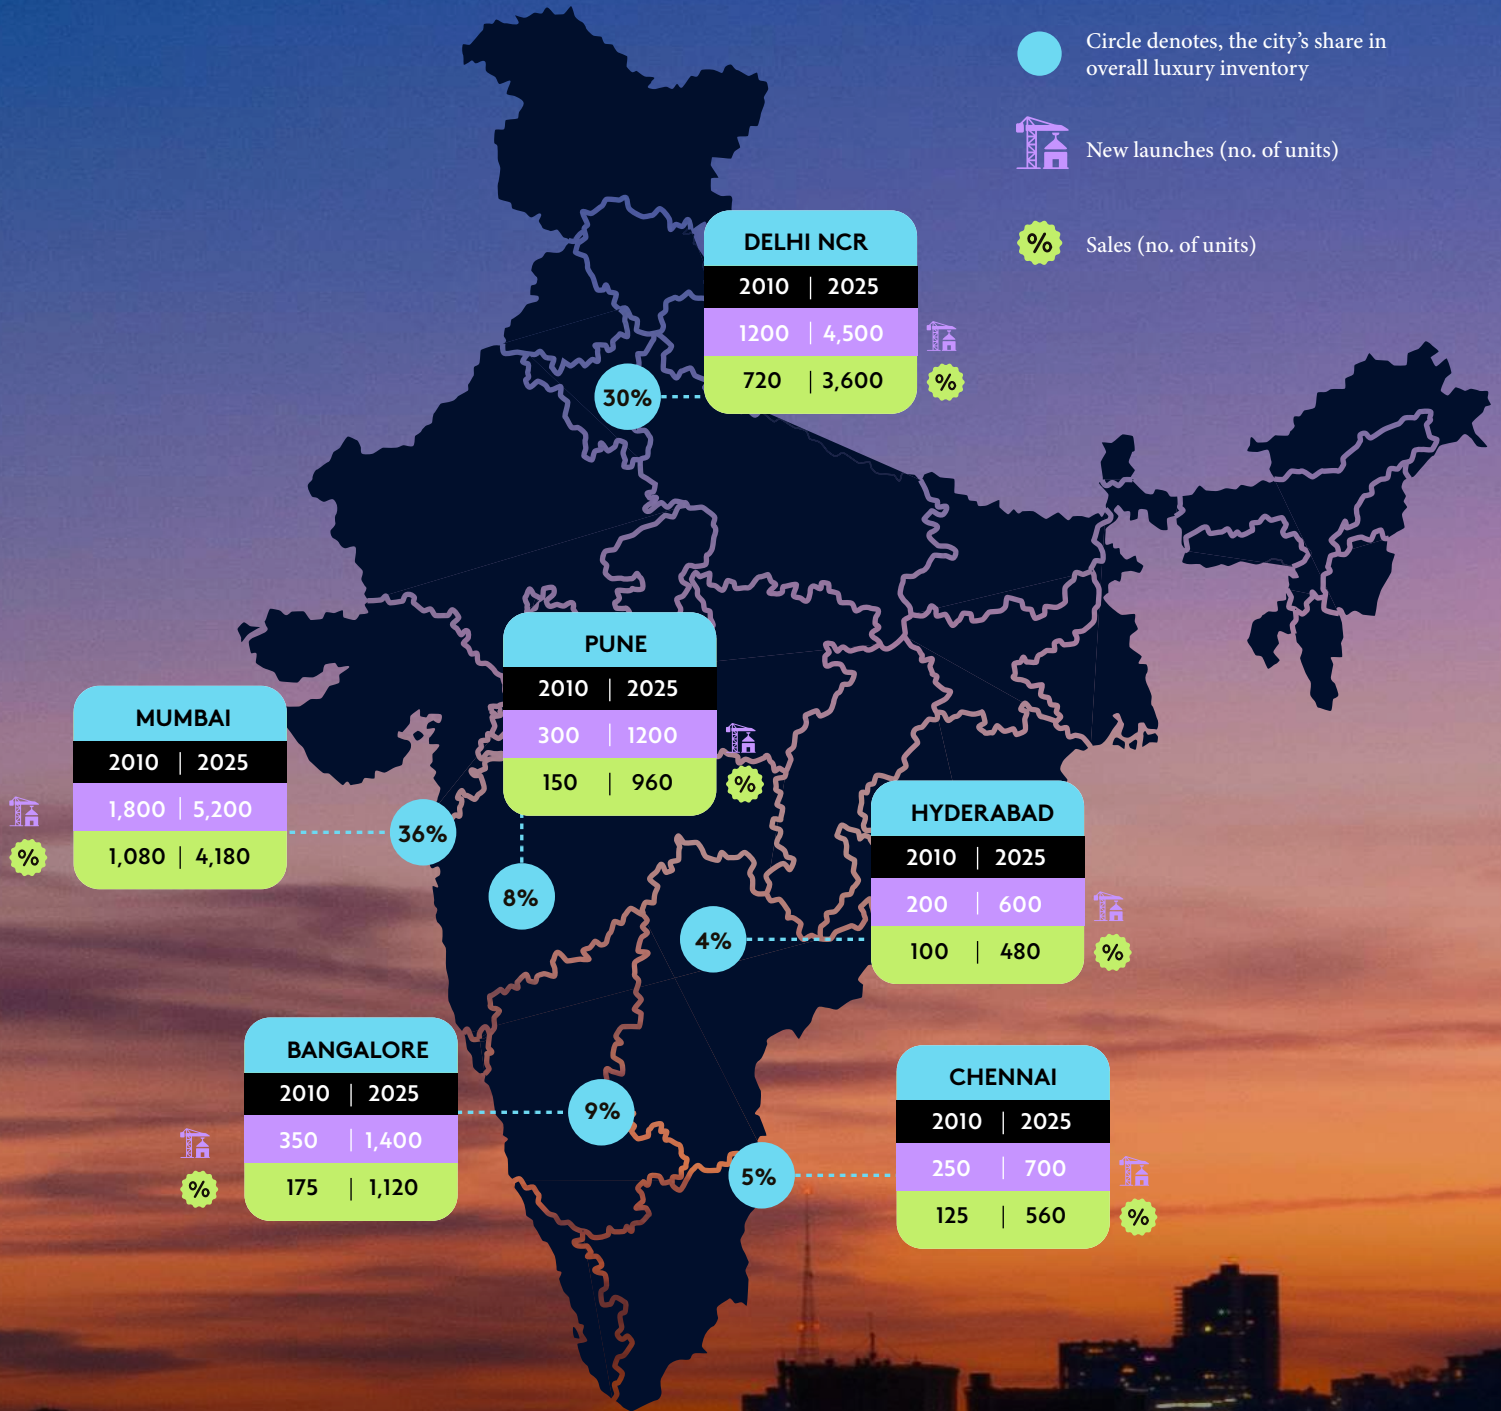 Circle denotes, the city's share in
overall luxury inventory
New launches (no. of units)
% Sales (no. of units)
DELHI NCR
2010 | 2025
1200 | 4,500
720 | 3,600
%
30%
PUNE
2010 | 2025
300 | 1200
150 | 960
%
8%
MUMBAI
2010 | 2025
1,800 | 5,200
% 1,080 | 4,180
36%
HYDERABAD
2010 | 2025
200 | 600
100 | 480
%
4%
BANGALORE
2010 | 2025
350 | 1,400
% 175 | 1,120
9%
CHENNAI
2010 | 2025
250 | 700
125 | 560
%
5%